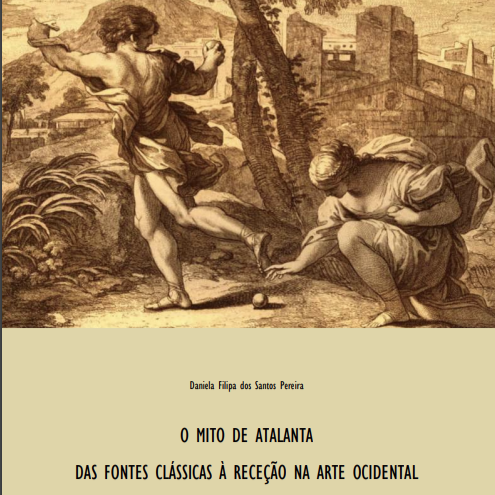 Daniela Filipa dos Santos Pereira
O MITO DE ATALANTA
DAS FONTES CLÁSSICAS À RECEÇÃO NA ARTE OCIDENTAL